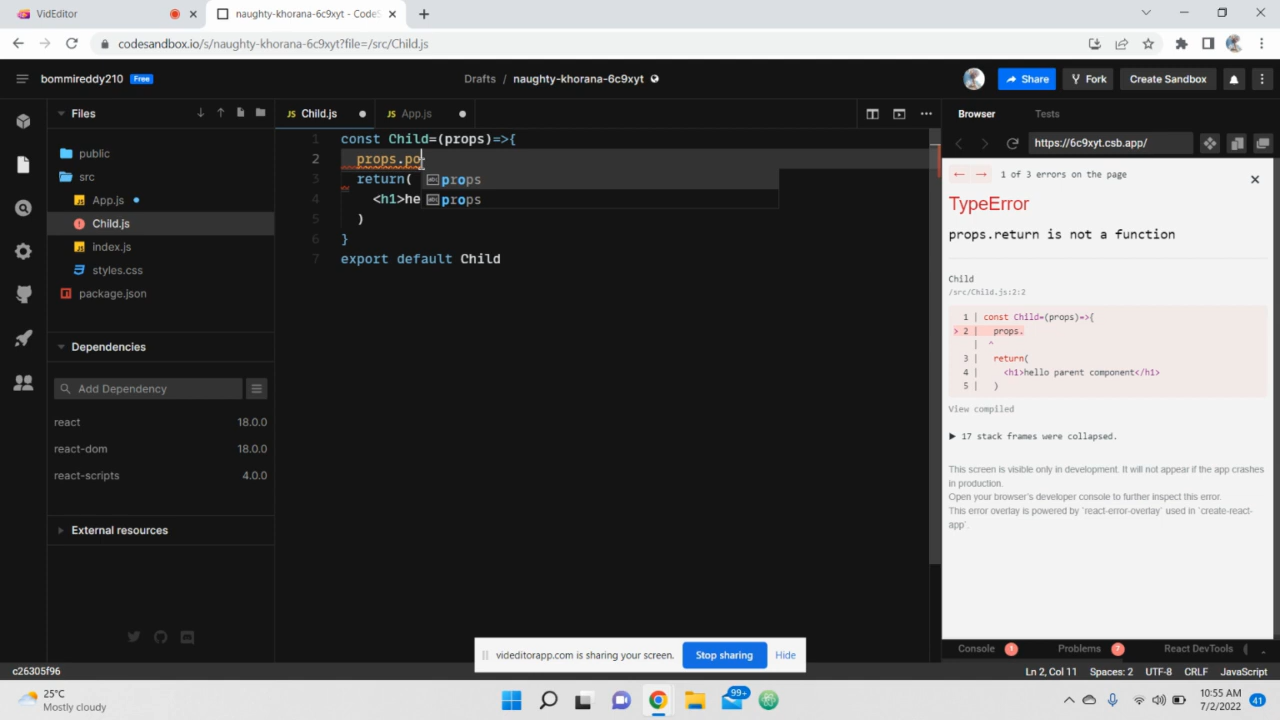 VidEditor
naughty-khorana-6c9xyt - CodeS
codesandbox.io/s/naughty-khorana-6c9xyt?file=/src/Child.js
bommireddy210 Free
Drafts / naughty-khorana-6c9xyt
Share
Fork
Create Sandbox
Files
public
src
JS App.js
Child.js
JS index.js
styles.css
package.json
Dependencies
Add Dependency
react 18.0.0
react-dom 18.0.0
react-scripts 4.0.0
External resources
c26305f96
JS Child.js
JS App.js
1 const Child=(props)=>{
2 props.po
3 return(
4 <h1>he
5 )
6 }
7 export default Child
abc props
abc props
Browser Tests
https://6c9xyt.csb.app/
← → 1 of 3 errors on the page
TypeError
props.return is not a function
Child
/src/Child.js:2:2
1 | const Child=(props)=>{
> 2 | props.
| ^
3 | return(
4 | <h1>hello parent component</h1>
5 | )
View compiled
▶ 17 stack frames were collapsed.
This screen is visible only in development. It will not appear if the app crashes
in production.
Open your browser's developer console to further inspect this error.
This error overlay is powered by `react-error-overlay` used in `create-react-
app`.
Console 1 Problems 7 React DevTools
videditorapp.com is sharing your screen. Stop sharing Hide
Ln 2, Col 11 Spaces: 2 UTF-8 CRLF JavaScript
25°C
Mostly cloudy
99+
10:55 AM
7/2/2022
41